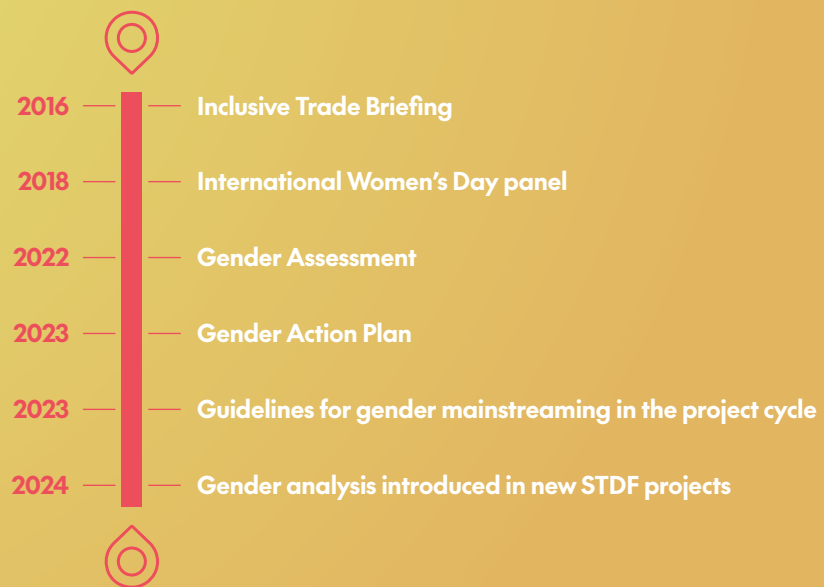 2016 Inclusive Trade Briefing
2018 International Women's Day panel
2022 Gender Assessment
2023 Gender Action Plan
2023 Guidelines for gender mainstreaming in the project cycle
2024 Gender analysis introduced in new STDF projects